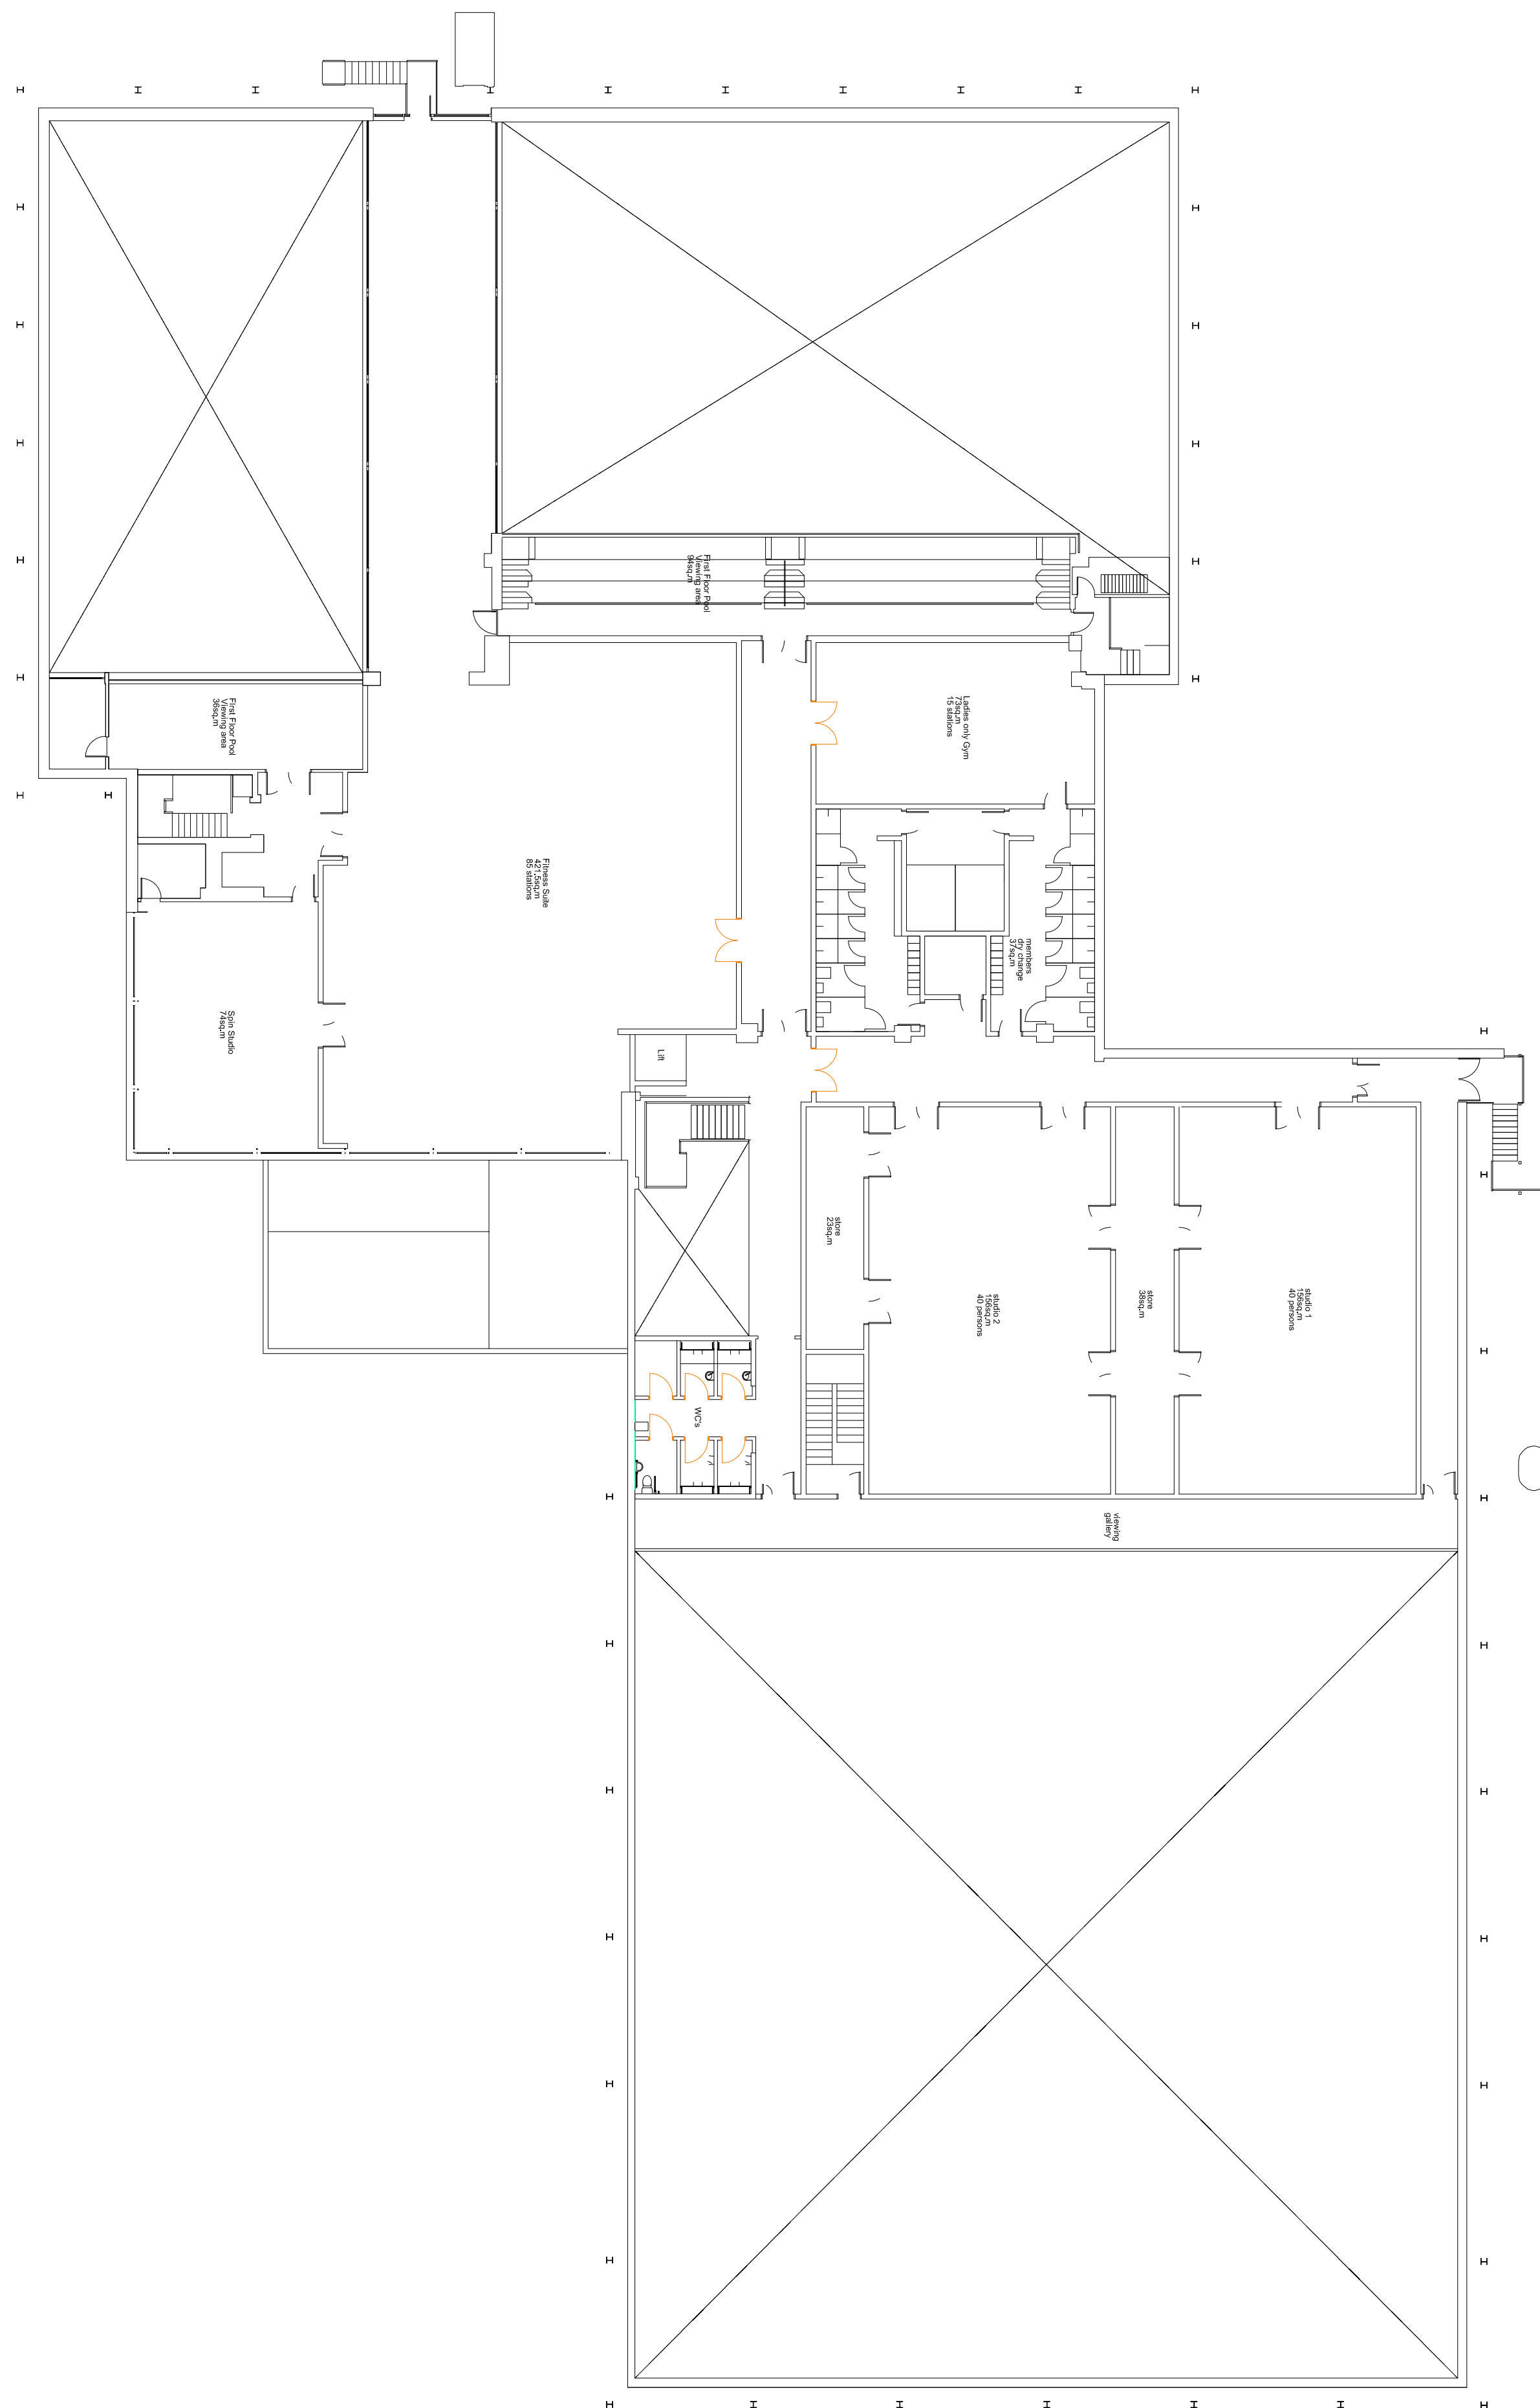 First Floor Pool
Viewing area
94sq.m
Ladies only Gym
73sq.m
15 stations
First Floor Pool
Viewing area
36sq.m
Fitness Suite
421.5sq.m
85 stations
members
dry change
37sq.m
Spin Studio
74sq.m
Lift
store
23sq.m
studio 2
156sq.m
40 persons
store
38sq.m
studio 1
156sq.m
40 persons
WC's
viewing
gallery